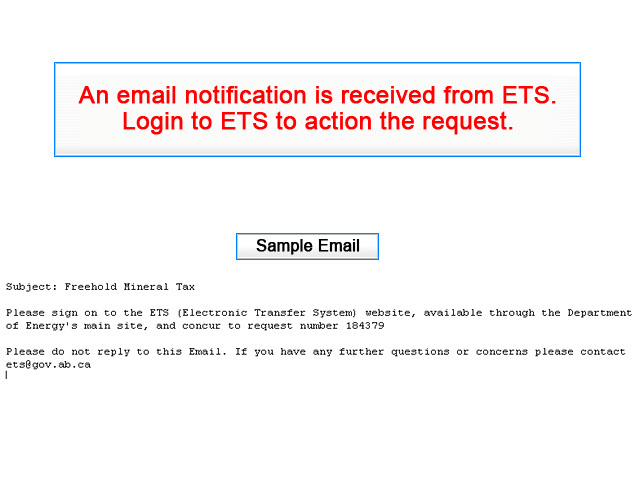 An email notification is received from ETS.
Login to ETS to action the request.
Sample Email
Subject: Freehold Mineral Tax
Please sign on to the ETS (Electronic Transfer System) website, available through the Department
of Energy's main site, and concur to request number 184379
Please do not reply to this Email. If you have any further questions or concerns please contact
ets@gov.ab.ca